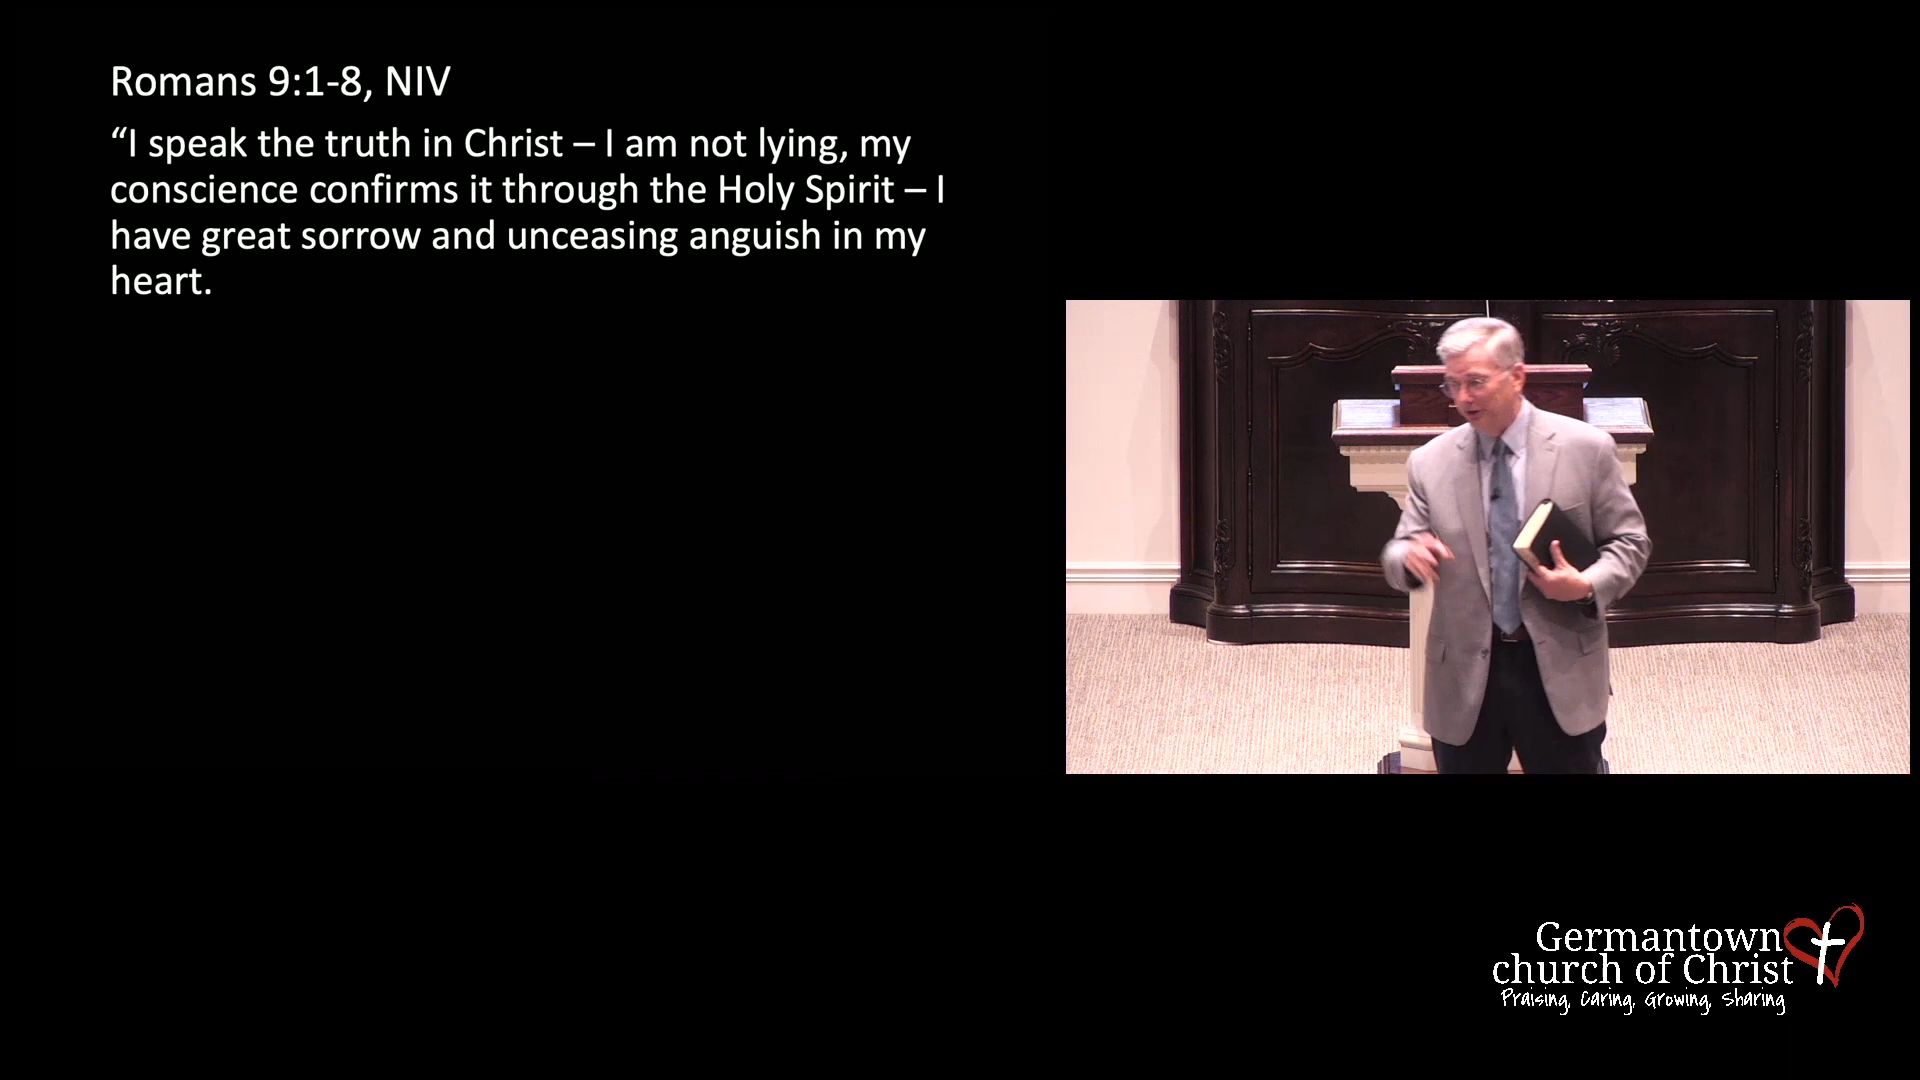 Romans 9:1-8, NIV
“I speak the truth in Christ – I am not lying, my
conscience confirms it through the Holy Spirit – I
have great sorrow and unceasing anguish in my
heart.
Germantown
church of Christ
Praising, Caring, Growing, Sharing